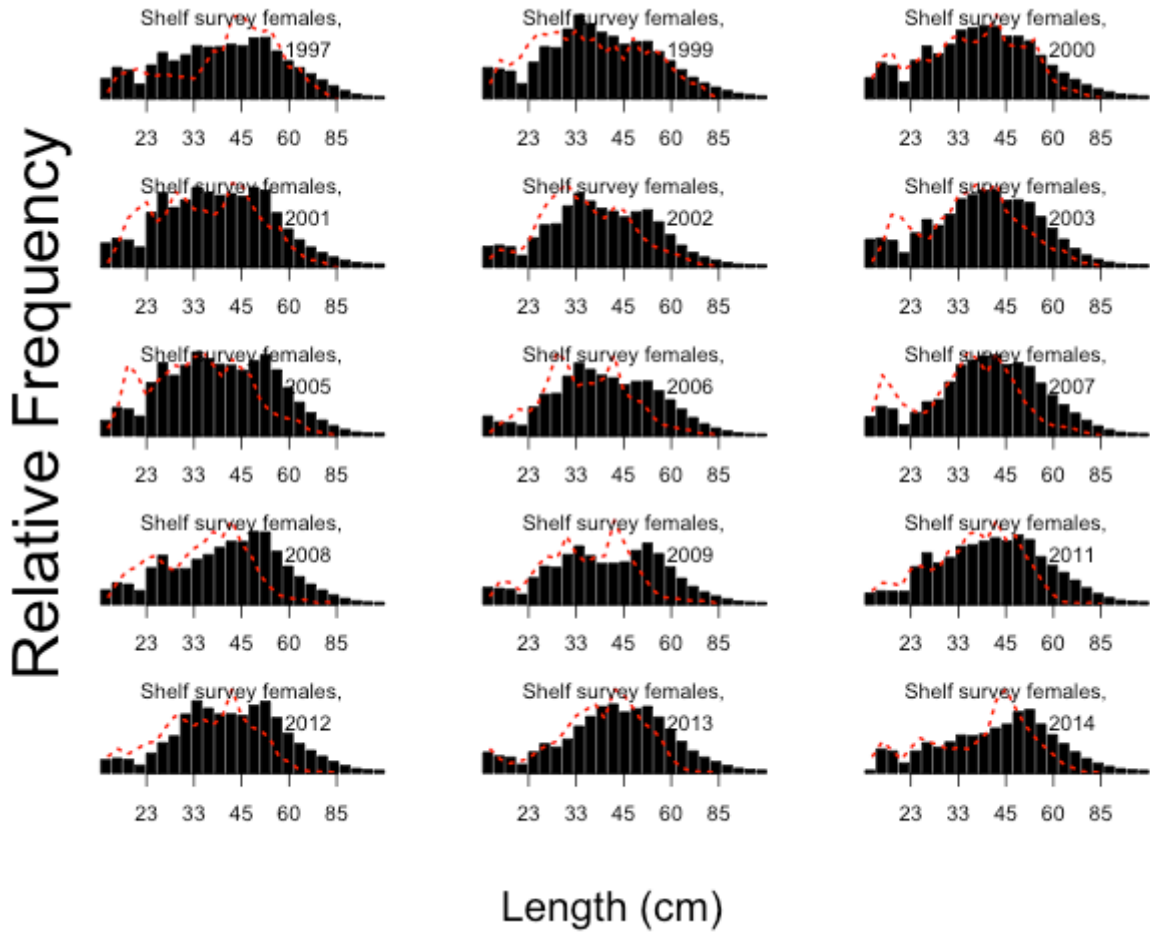 Relative Frequency
Shelf survey females,
1997
23 33 45 60 85
Shelf survey females,
1999
23 33 45 60 85
Shelf survey females,
2000
23 33 45 60 85
Shelf survey females,
2001
23 33 45 60 85
Shelf survey females,
2002
23 33 45 60 85
Shelf survey females,
2003
23 33 45 60 85
Shelf survey females,
2005
23 33 45 60 85
Shelf survey females,
2006
23 33 45 60 85
Shelf survey females,
2007
23 33 45 60 85
Shelf survey females,
2008
23 33 45 60 85
Shelf survey females,
2009
23 33 45 60 85
Shelf survey females,
2011
23 33 45 60 85
Shelf survey females,
2012
23 33 45 60 85
Shelf survey females,
2013
23 33 45 60 85
Shelf survey females,
2014
23 33 45 60 85
Length (cm)